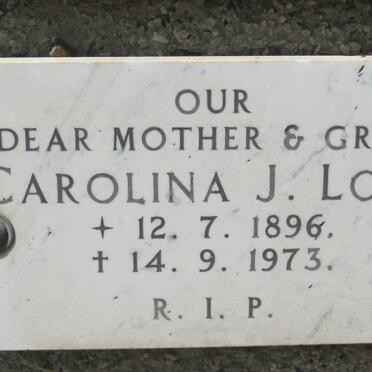 OUR
DEAR MOTHER & GR
CAROLINA J. LO
+ 12. 7. 1896.
† 14. 9. 1973.
R. I. P.